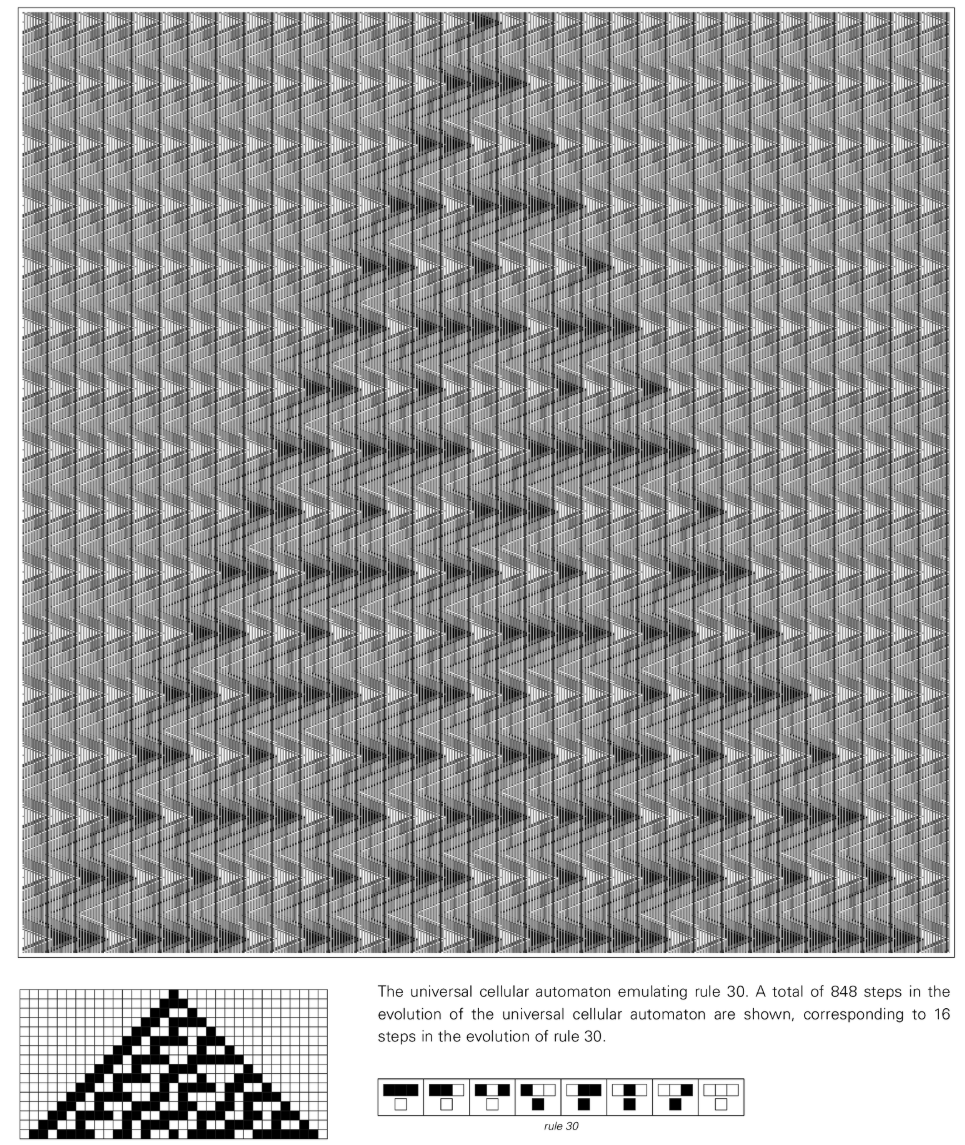 The universal cellular automaton emulating rule 30. A total of 848 steps in the
evolution of the universal cellular automaton are shown, corresponding to 16
steps in the evolution of rule 30.
rule 30